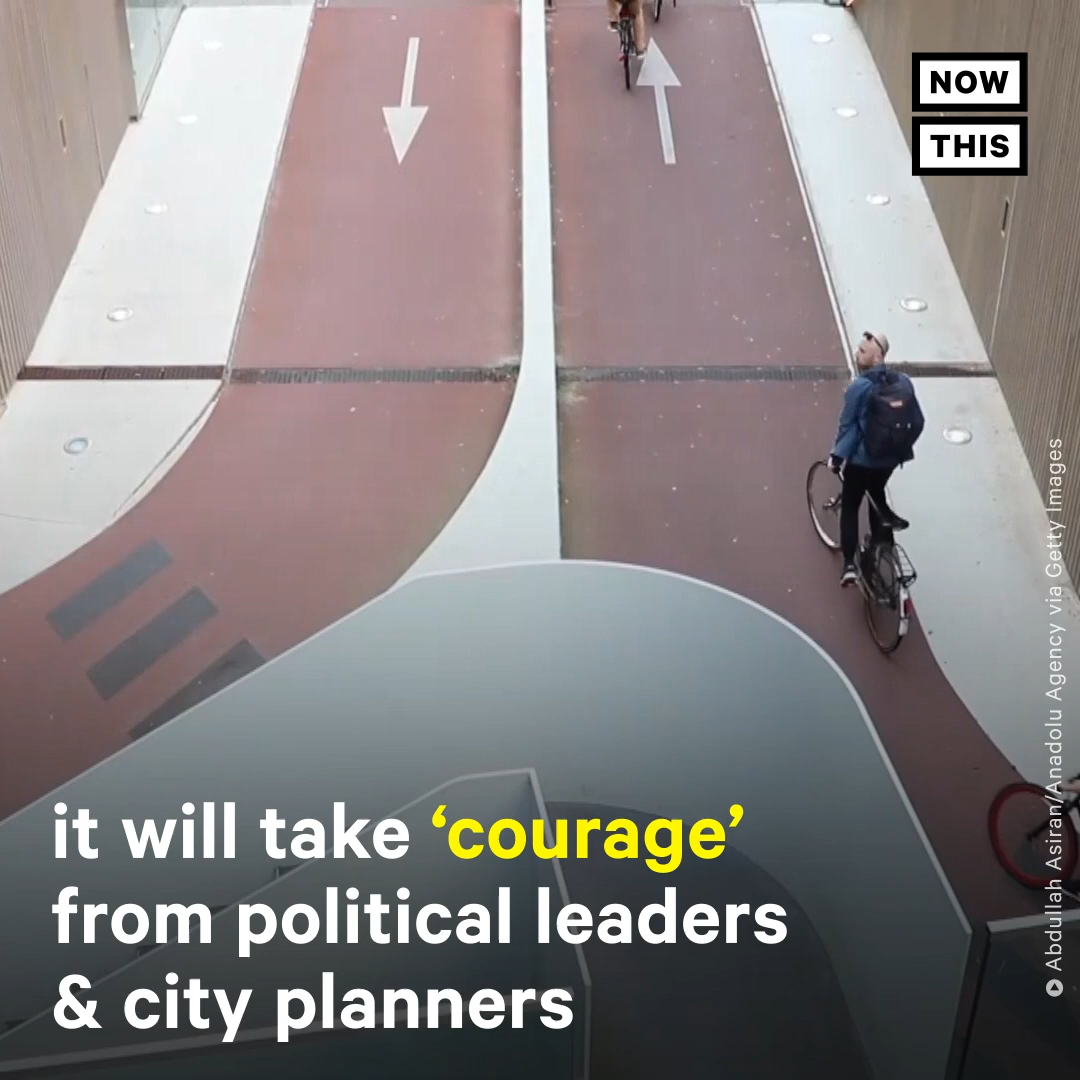 NOW
THIS
it will take ‘courage’
from political leaders
& city planners
Abdullah Asiran/Anadolu Agency via Getty Images